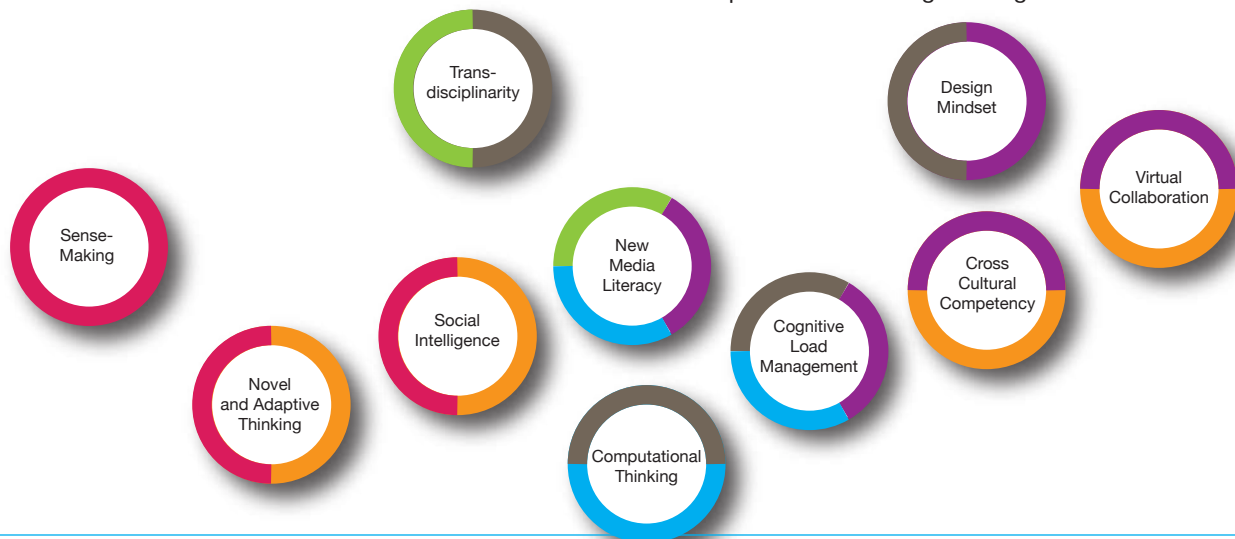 Trans-
disciplinarity
Design
Mindset
Virtual
Collaboration
Sense-
Making
New
Media
Literacy
Cross
Cultural
Competency
Social
Intelligence
Cognitive
Load
Management
Novel
and Adaptive
Thinking
Computational
Thinking